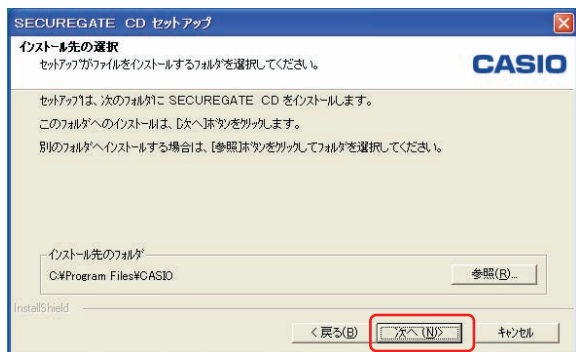 SECUREGATE CD セットアップ
インストール先の選択
セットアップがファイルをインストールするフォルダを選択してください。
CASIO
セットアップは、次のフォルダに SECUREGATE CD をインストールします。
このフォルダへのインストールは、[次へ]ボタンをクリックします。
別のフォルダへインストールする場合は、[参照]ボタンをクリックしてフォルダを選択してください。
インストール先のフォルダ
C:¥Program Files¥CASIO
参照(R)...
InstallShield
< 戻る(B)
次へ(N)>
キャンセル